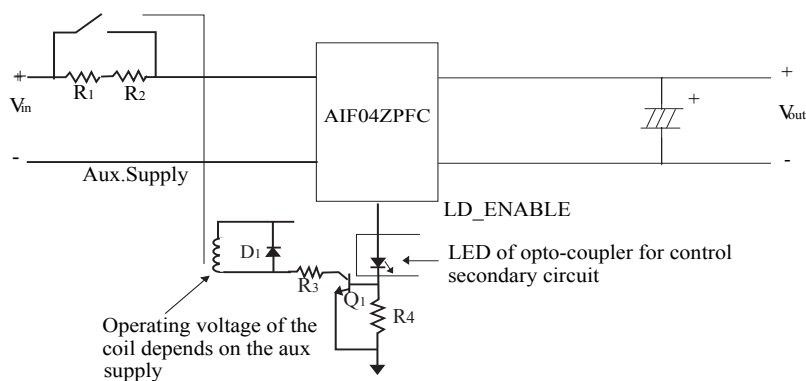 +
R1
R2
Vin
-
Aux.Supply
AIF04ZPFC
+
+
Vout
-
LD_ENABLE
D1
R3
Q1
R4
LED of opto-coupler for control
secondary circuit
Operating voltage of the
coil depends on the aux
supply